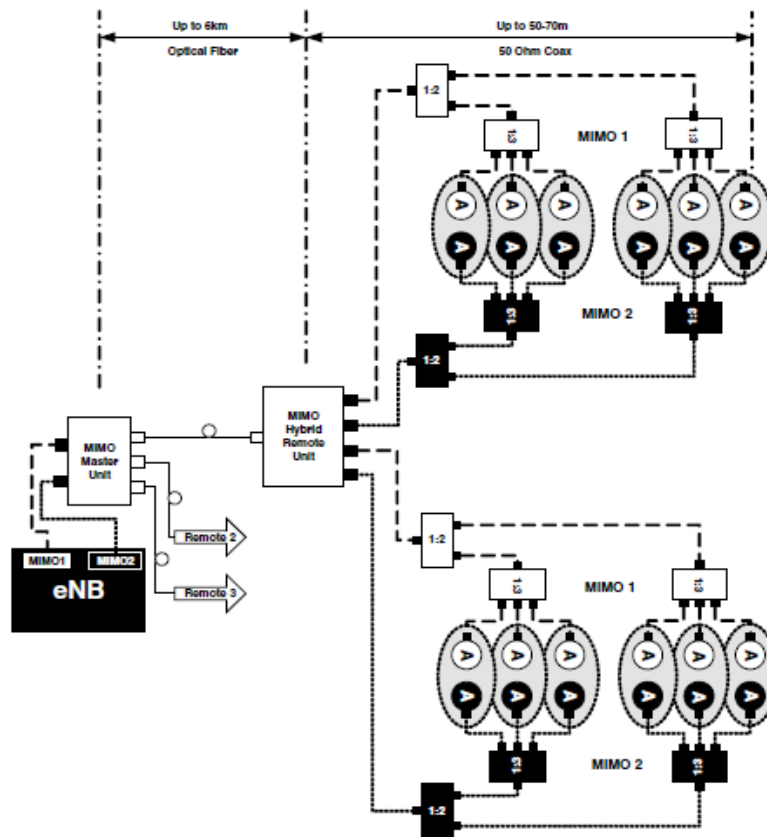 Up to 6km
Optical Fiber
Up to 50-70m
50 Ohm Coax
1:2
1:3
MIMO 1
1:3
A
A
A
A
A
A
A
A
A
A
A
A
1:3
MIMO 2
1:3
1:2
MIMO
Master
Unit
MIMO
Hybrid
Remote
Unit
Remote 2
Remote 3
MIMO1
MIMO2
eNB
1:2
1:3
MIMO 1
1:3
A
A
A
A
A
A
A
A
A
A
A
A
1:3
MIMO 2
1:3
1:2